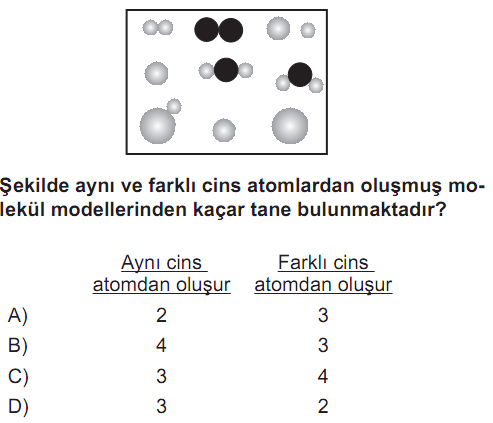 Şekilde aynı ve farklı cins atomlardan oluşmuş mo-
lekül modellerinden kaçar tane bulunmaktadır?
Aynı cins Farklı cins
atomdan oluşur atomdan oluşur
A) 2 3
B) 4 3
C) 3 4
D) 3 2